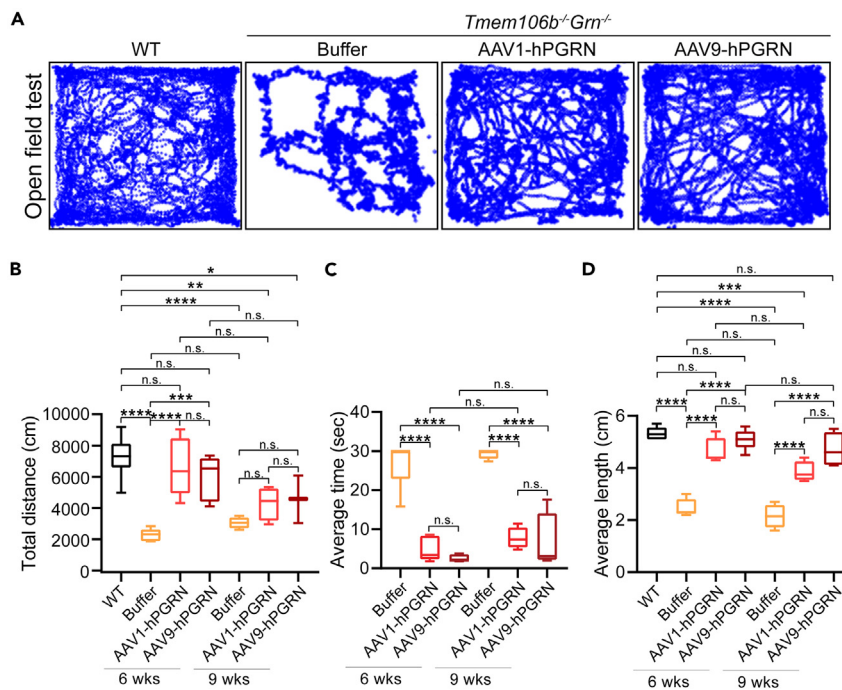 A
Tmem106b-/-Grn-/-
WT
Buffer
AAV1-hPGRN
AAV9-hPGRN
Open field test
B
*
**
****
n.s.
n.s.
n.s.
n.s.
n.s.
***
****
****
n.s.
n.s.
n.s.
n.s.
Total distance (cm)
10000
8000
6000
4000
2000
0
WT
Buffer
AAV1-hPGRN
AAV9-hPGRN
Buffer
AAV1-hPGRN
AAV9-hPGRN
6 wks
9 wks
C
n.s.
n.s.
****
****
****
****
n.s.
n.s.
Average time (sec)
40
30
20
10
0
Buffer
AAV1-hPGRN
AAV9-hPGRN
Buffer
AAV1-hPGRN
AAV9-hPGRN
6 wks
9 wks
D
n.s.
***
****
n.s.
n.s.
n.s.
n.s.
n.s.
****
****
****
n.s.
****
n.s.
****
Average length (cm)
6
4
2
0
WT
Buffer
AAV1-hPGRN
AAV9-hPGRN
Buffer
AAV1-hPGRN
AAV9-hPGRN
6 wks
9 wks